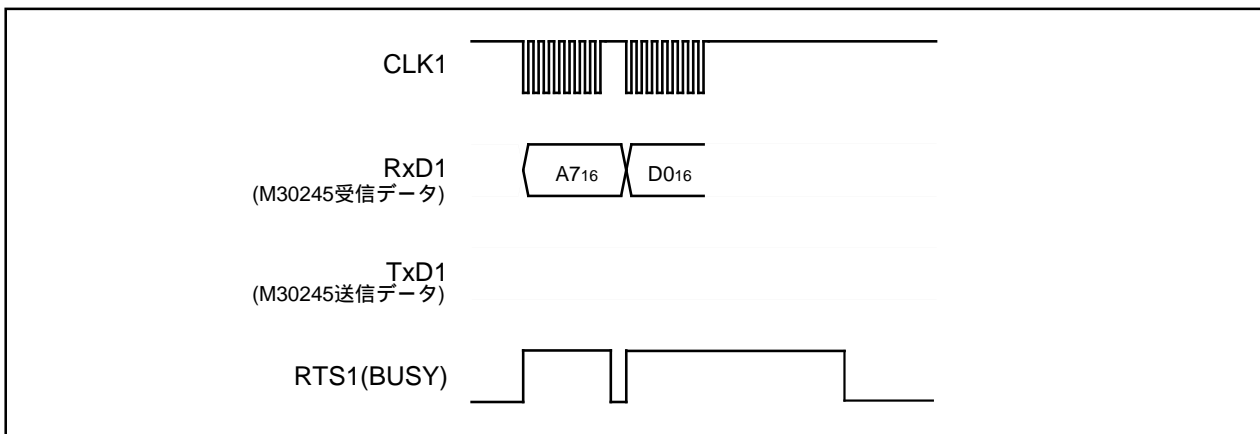 CLK1
RxD1
(M30245受信データ)
A716
D016
TxD1
(M30245送信データ)
RTS1(BUSY)